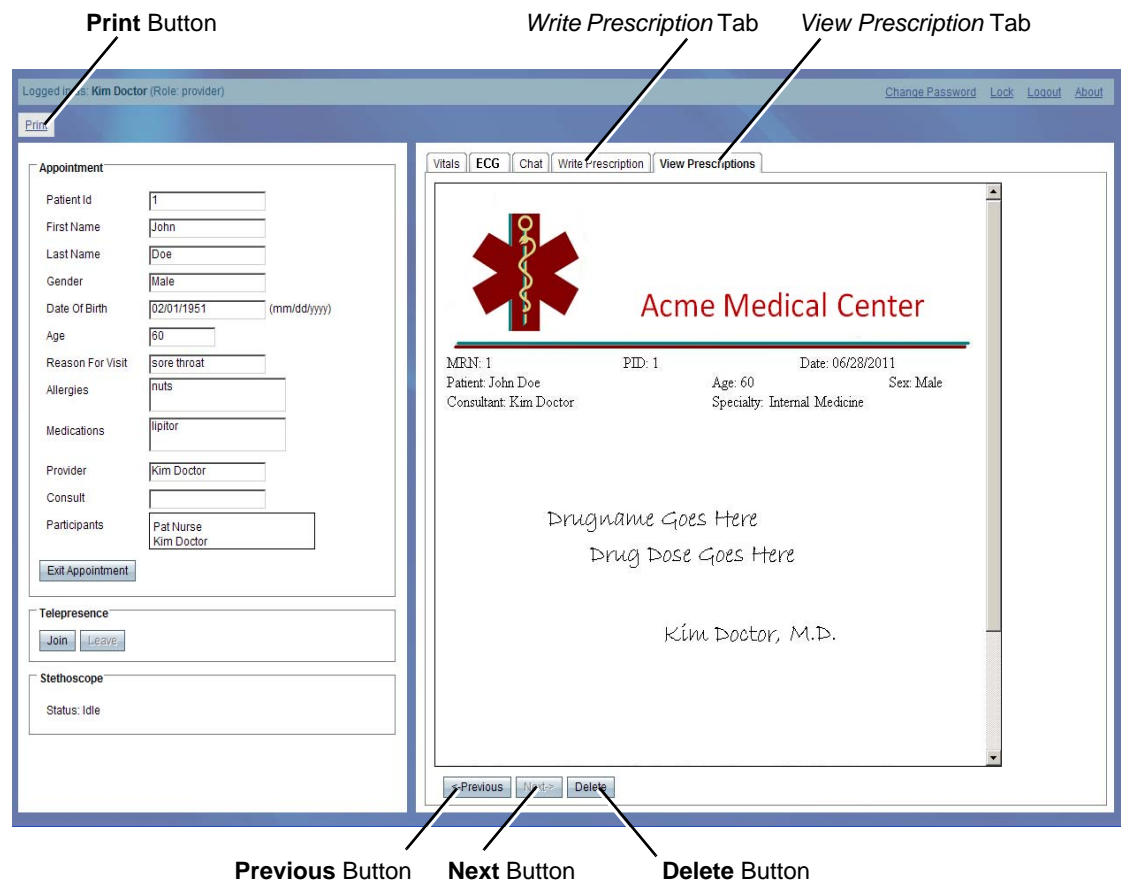 Print Button
Write Prescription Tab
View Prescription Tab
Logged in as: Kim Doctor (Role: provider)
Change Password Lock Logout About
Print
Appointment
Patient Id 1
First Name John
Last Name Doe
Gender Male
Date Of Birth 02/01/1951 (mm/dd/yyyy)
Age 60
Reason For Visit sore throat
Allergies nuts
Medications lipitor
Provider Kim Doctor
Consult
Participants Pat Nurse
Kim Doctor
Exit Appointment
Telepresence
Join Leave
Stethoscope
Status: Idle
Vitals ECG Chat Write Prescription View Prescriptions
Acme Medical Center
MRN: 1 PID: 1 Date: 06/28/2011
Patient: John Doe Age: 60 Sex: Male
Consultant: Kim Doctor Specialty: Internal Medicine
Drugname Goes Here
Drug Dose Goes Here
Kim Doctor, M.D.
<-Previous Next-> Delete
Previous Button
Next Button
Delete Button